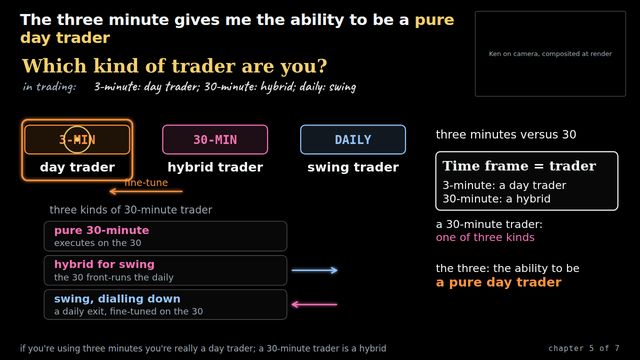 The three minute gives me the ability to be a pure
day trader
Ken on camera, composited at render
Which kind of trader are you?
in trading: 3-minute: day trader; 30-minute: hybrid; daily: swing
3-MIN
30-MIN
DAILY
day trader
hybrid trader
swing trader
fine-tune
three kinds of 30-minute trader
pure 30-minute
executes on the 30
hybrid for swing
the 30 front-runs the daily
swing, dialling down
a daily exit, fine-tuned on the 30
three minutes versus 30
Time frame = trader
3-minute: a day trader
30-minute: a hybrid
a 30-minute trader:
one of three kinds
the three: the ability to be
a pure day trader
if you're using three minutes you're really a day trader; a 30-minute trader is a hybrid
chapter 5 of 7